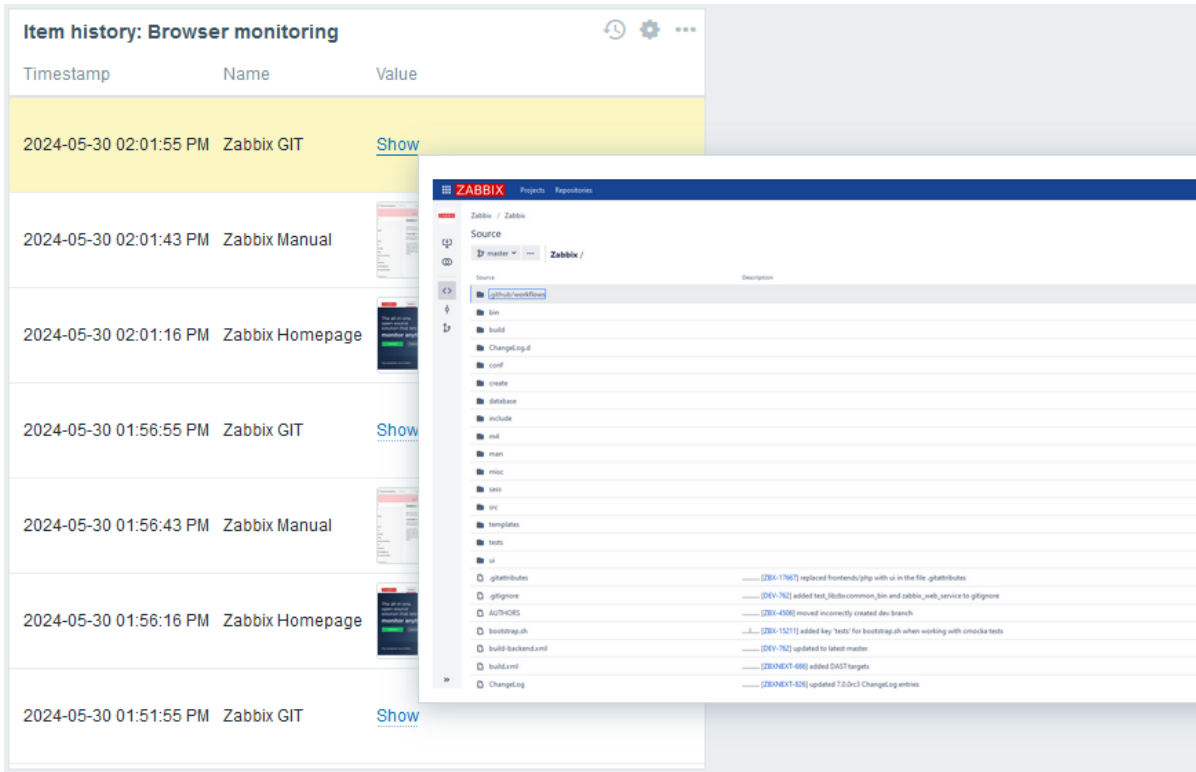 Item history: Browser monitoring
Timestamp Name Value
2024-05-30 02:01:55 PM Zabbix GIT Show
2024-05-30 02:01:43 PM Zabbix Manual
2024-05-30 02:01:16 PM Zabbix Homepage
2024-05-30 01:56:55 PM Zabbix GIT Show
2024-05-30 01:56:43 PM Zabbix Manual
2024-05-30 01:56:16 PM Zabbix Homepage
2024-05-30 01:51:55 PM Zabbix GIT Show
ZABBIX Projects Repositories
Zabbix / Zabbix
Source
master Zabbix /
Source Description
.github/workflows
bin
build
ChangeLog.d
conf
create
database
include
m4
man
misc
sass
src
templates
tests
ui
.gitattributes .......... [ZBX-17667] replaced frontends/php with ui in the file .gitattributes
.gitignore .......... [DEV-762] added test_libzbxcommon_bin and zabbix_web_service to gitignore
AUTHORS .......... [ZBX-4506] moved incorrectly created dev branch
bootstrap.sh ...I...... [ZBX-15211] added key 'tests' for bootstrap.sh when working with cmocka tests
build-backend.xml .......... [DEV-762] updated to latest master
build.xml .......... [ZBXNEXT-686] added DAST targets
ChangeLog .......... [ZBXNEXT-826] updated 7.0.0rc3 ChangeLog entries